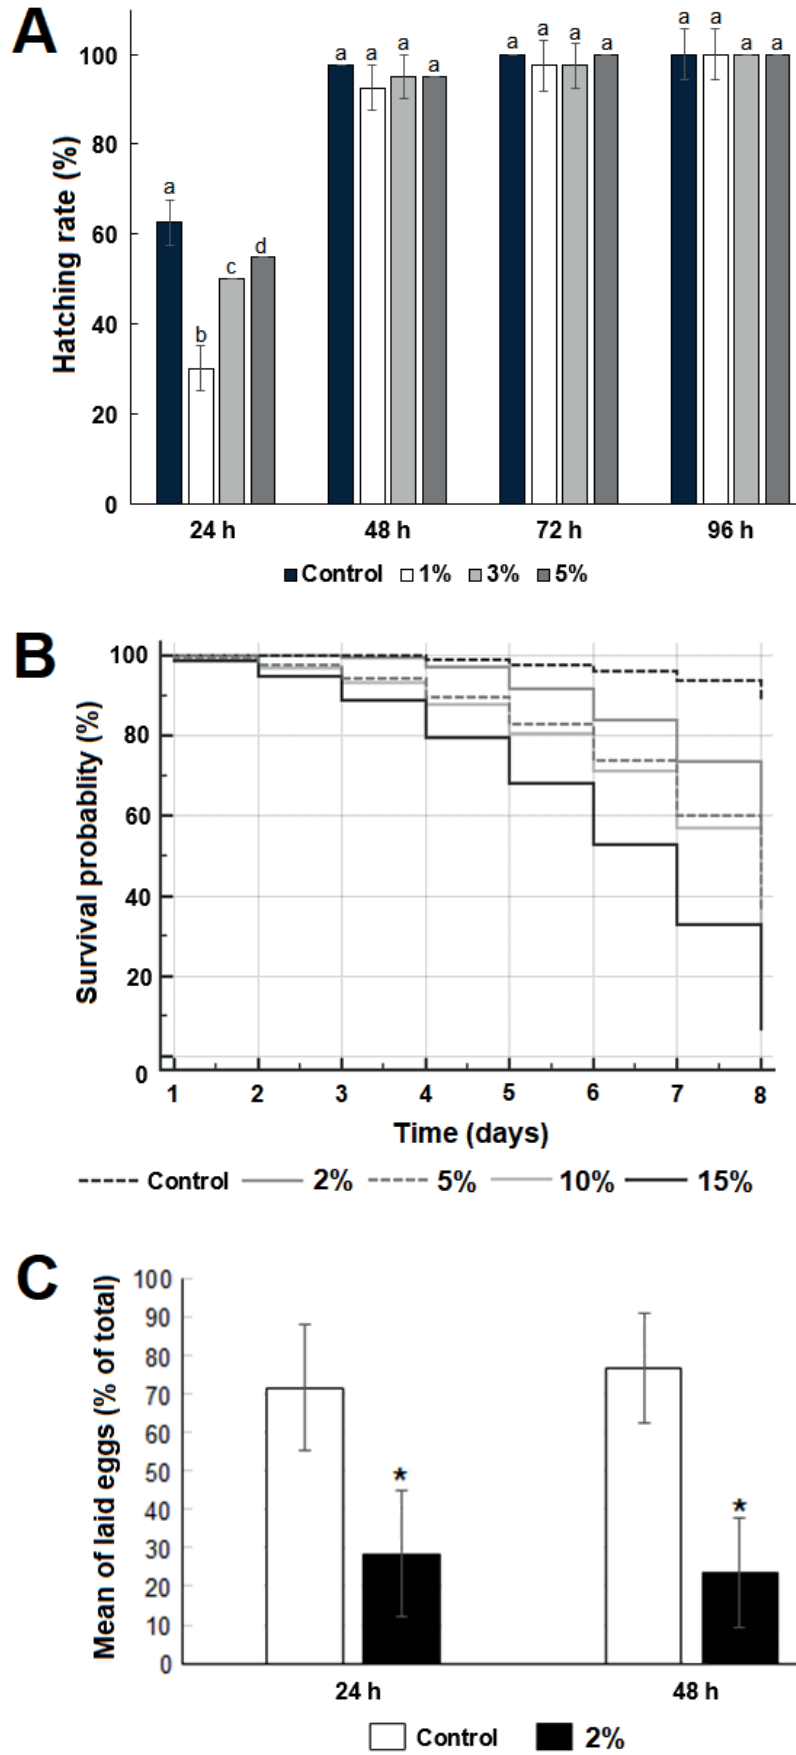 A
Hatching rate (%)
100
80
60
40
20
0
a b c d
a a a a
a a a a
a a a a
24 h 48 h 72 h 96 h
Control 1% 3% 5%
B
Survival probablity (%)
100
80
60
40
20
0
1 2 3 4 5 6 7 8
Time (days)
Control 2% 5% 10% 15%
C
Mean of laid eggs (% of total)
100
90
80
70
60
50
40
30
20
10
0
* *
24 h 48 h
Control 2%